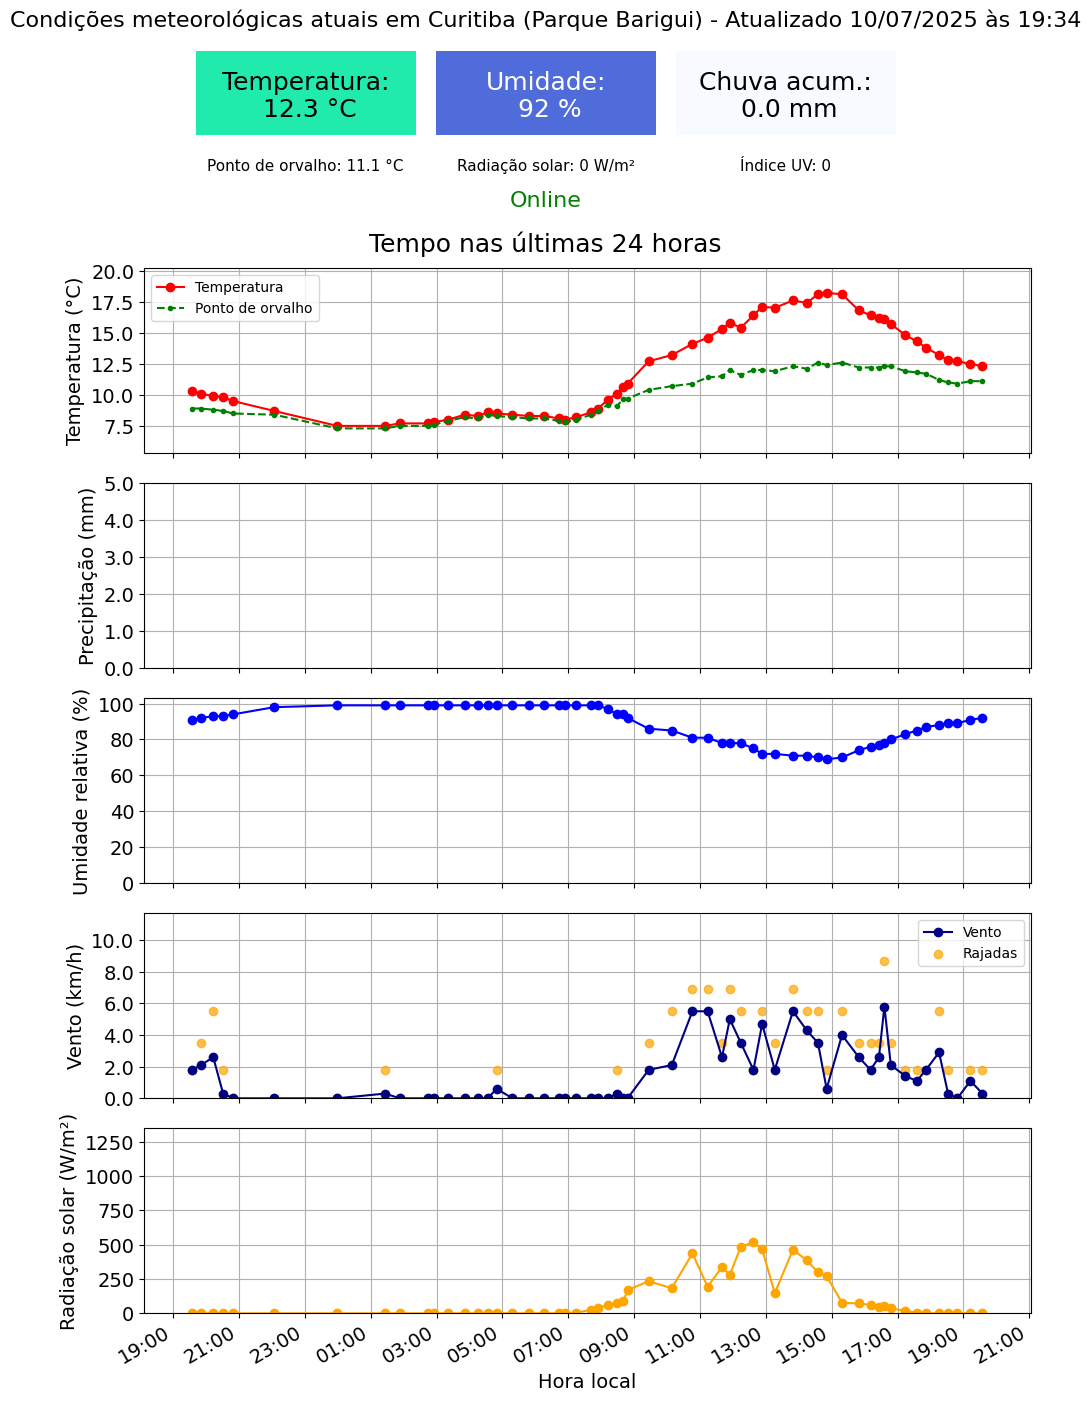 Condições meteorológicas atuais em Curitiba (Parque Barigui) - Atualizado 10/07/2025 às 19:34
Temperatura:
12.3 °C
Umidade:
92 %
Chuva acum.:
0.0 mm
Ponto de orvalho: 11.1 °C
Radiação solar: 0 W/m²
Índice UV: 0
Online
Tempo nas últimas 24 horas
Temperatura (°C)
20.0
17.5
15.0
12.5
10.0
7.5
Temperatura
Ponto de orvalho
Precipitação (mm)
5.0
4.0
3.0
2.0
1.0
0.0
Umidade relativa (%)
100
80
60
40
20
0
Vento (km/h)
10.0
8.0
6.0
4.0
2.0
0.0
Vento
Rajadas
Radiação solar (W/m²)
1250
1000
750
500
250
0
19:00
21:00
23:00
01:00
03:00
05:00
07:00
09:00
11:00
13:00
15:00
17:00
19:00
21:00
Hora local